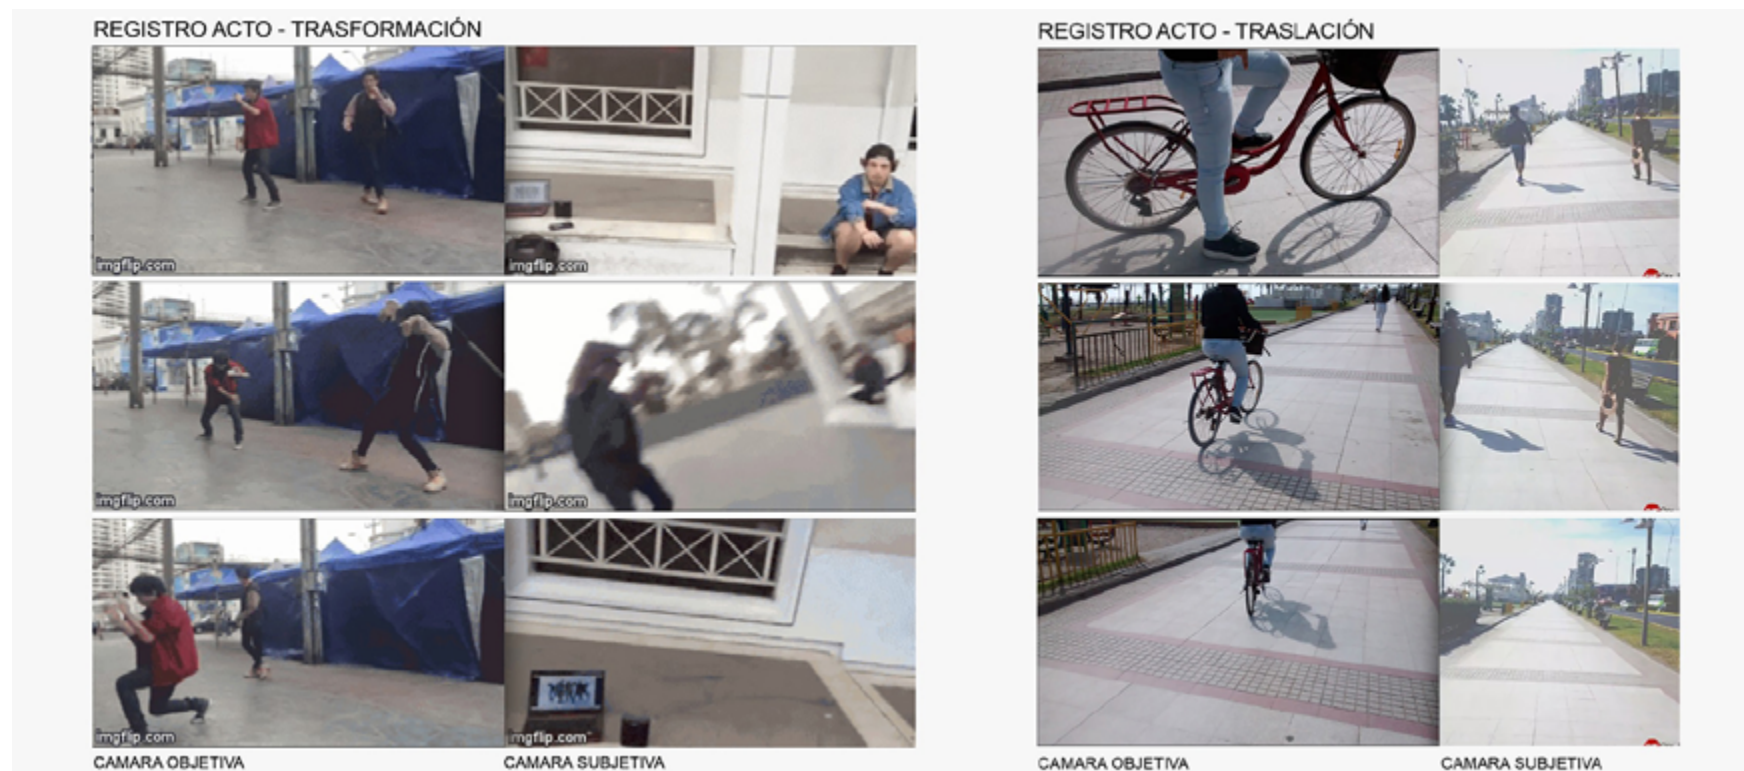 REGISTRO ACTO - TRASFORMACIÓN
imgflip.com
imgflip.com
imgflip.com
imgflip.com
imgflip.com
imgflip.com
CAMARA OBJETIVA
CAMARA SUBJETIVA
REGISTRO ACTO - TRASLACIÓN
CAMARA OBJETIVA
CAMARA SUBJETIVA